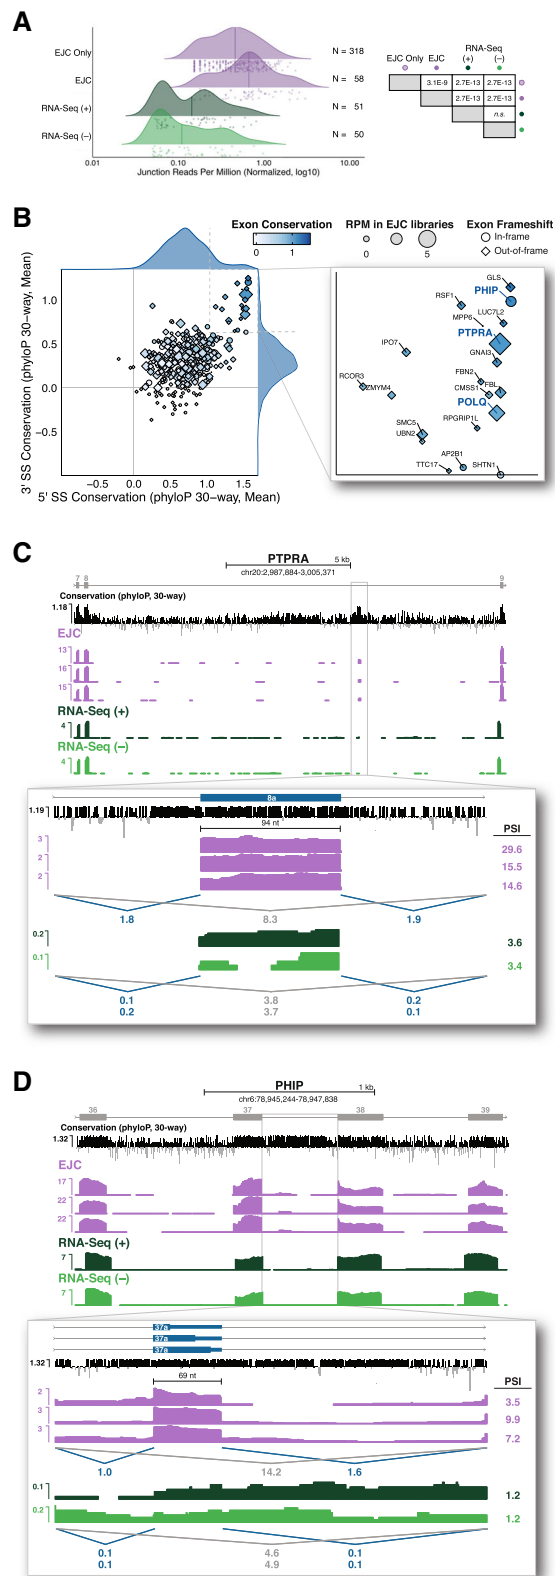 A
EJC Only
EJC
RNA-Seq (+)
RNA-Seq (−)
N = 318
N = 58
N = 51
N = 50
0.01
0.10
1.00
10.00
Junction Reads Per Million (Normalized, log10)
RNA-Seq
EJC Only
EJC
(+)
(−)
3.1E-9
2.7E-13
2.7E-13
2.7E-13
2.7E-13
n.s.
B
Exon Conservation
0
1
RPM in EJC libraries
0
5
Exon Frameshift
In-frame
Out-of-frame
3' SS Conservation (phyloP 30-way, Mean)
1.0
0.5
0.0
−0.5
−0.5
0.0
0.5
1.0
1.5
5' SS Conservation (phyloP 30−way, Mean)
GLS
PHIP
RSF1
LUC7L2
MPP6
PTPRA
IPO7
GNAI3
FBN2
RCOR3
ZMYM4
CMSS1
FBL
POLQ
SMC5
RPGRIP1L
UBN2
AP2B1
TTC17
SHTN1
C
PTPRA
5 kb
chr20:2,987,884-3,005,371
7
8
9
Conservation (phyloP, 30-way)
1.18
EJC
13
16
15
RNA-Seq (+)
4
RNA-Seq (−)
4
8a
1.19
94 nt
PSI
3
29.6
2
15.5
2
14.6
1.8
8.3
1.9
0.2
3.6
0.1
3.4
0.1
3.8
0.2
0.2
3.7
0.1
D
PHIP
1 kb
chr6:78,945,244-78,947,838
36
37
38
39
Conservation (phyloP, 30-way)
1.32
EJC
17
22
22
RNA-Seq (+)
7
RNA-Seq (−)
7
37a
37a
37a
1.32
69 nt
PSI
2
3.5
3
9.9
3
7.2
1.0
14.2
1.6
0.1
1.2
0.2
1.2
0.1
4.6
0.1
0.1
4.9
0.1